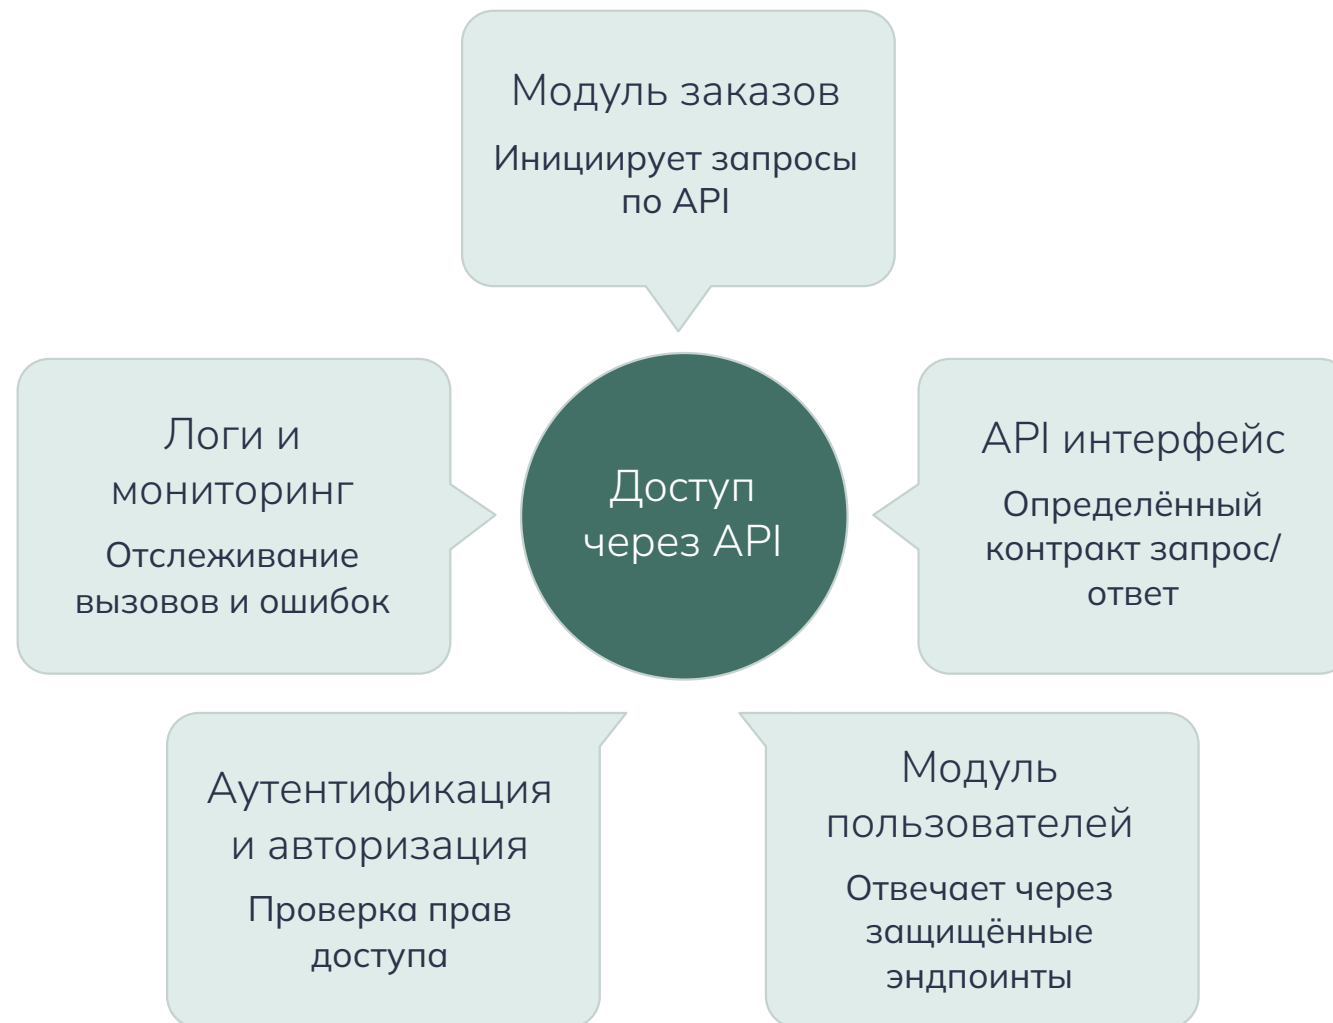 Модуль заказов
Инициирует запросы
по API
Логи и
мониторинг
Отслеживание
вызовов и ошибок
Доступ
через API
API интерфейс
Определённый
контракт запрос/
ответ
Аутентификация
и авторизация
Проверка прав
доступа
Модуль
пользователей
Отвечает через
защищённые
эндпоинты